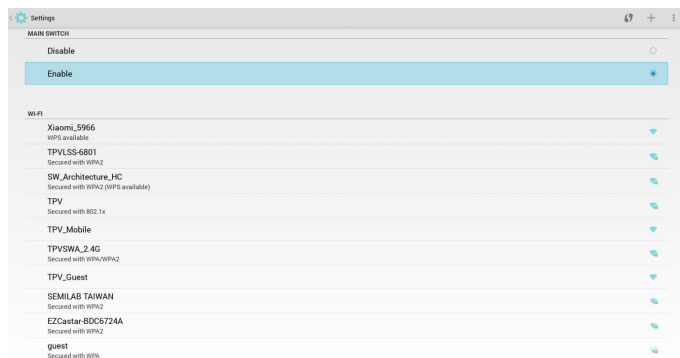 Settings
MAIN SWITCH
Disable
Enable
WI-FI
Xiaomi_5966
WPS available
TPVLSS-6801
Secured with WPA2
SW_Architecture_HC
Secured with WPA2 (WPS available)
TPV
Secured with 802.1x
TPV_Mobile
TPVSWA_2.4G
Secured with WPA/WPA2
TPV_Guest
SEMILAB TAIWAN
Secured with WPA2
EZCastar-BDC6724A
Secured with WPA2
guest
Secured with WPA